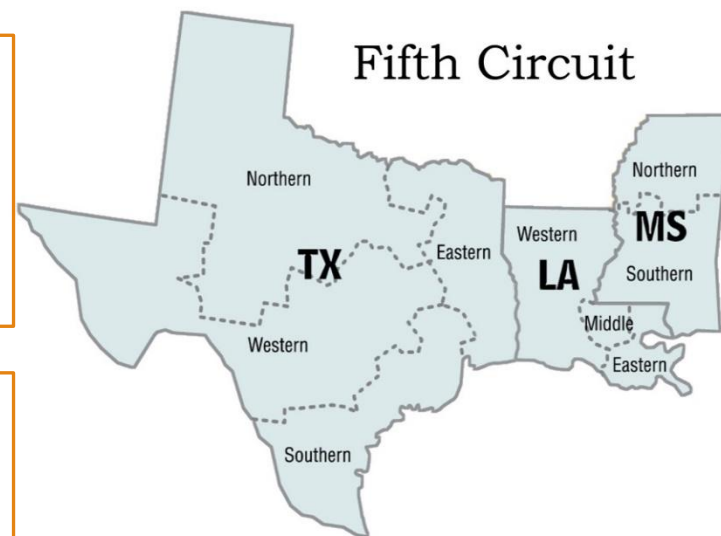 Fifth Circuit
Northern
TX
Eastern
Western
Southern
Western
LA
Middle
Eastern
Northern
MS
Southern